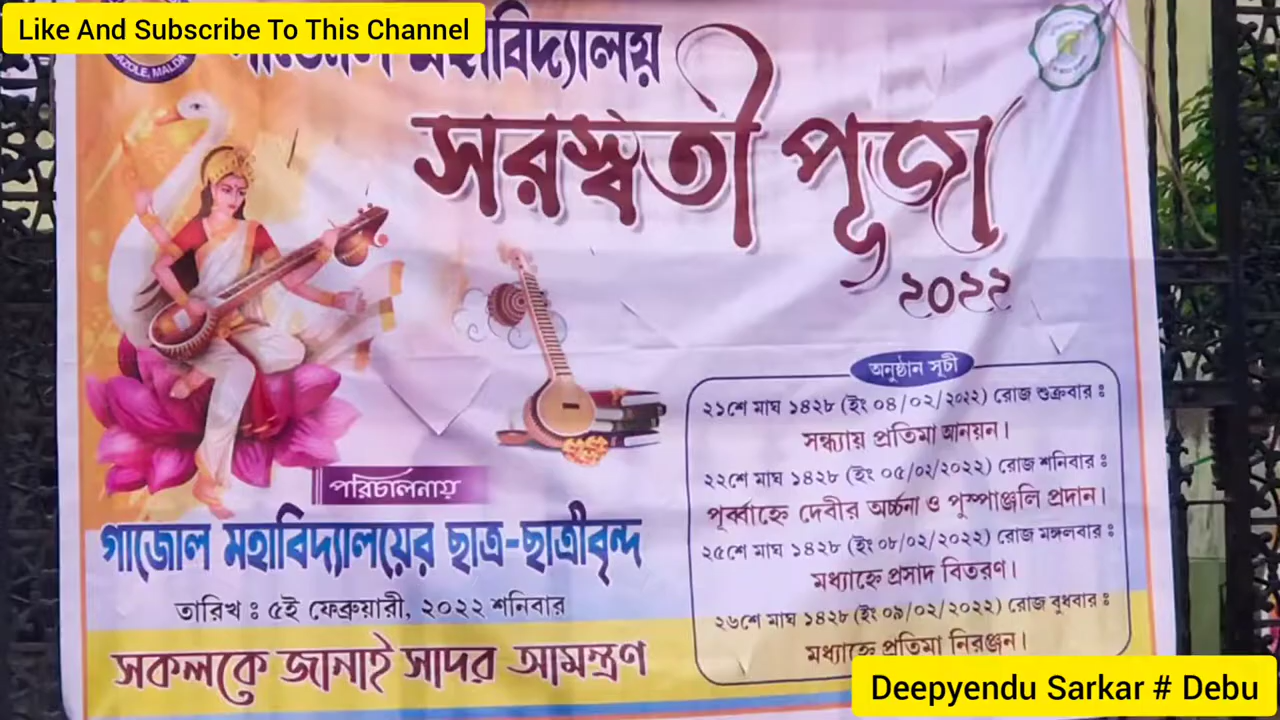 Like And Subscribe To This Channel
গাজোল মহাবিদ্যালয়
GAZOLE, MALDA
সরস্বতী পূজা
২০২২
অনুষ্ঠান সূচী
২১শে মাঘ ১৪২৮ (ইং ০৪/০২/২০২২) রোজ শুক্রবার ঃ
সন্ধ্যায় প্রতিমা আনয়ন।
২২শে মাঘ ১৪২৮ (ইং ০৫/০২/২০২২) রোজ শনিবার ঃ
পূর্ব্বাহ্নে দেবীর অর্চ্চনা ও পুস্পাঞ্জলি প্রদান।
২৫শে মাঘ ১৪২৮ (ইং ০৮/০২/২০২২) রোজ মঙ্গলবার ঃ
মধ্যাহ্নে প্রসাদ বিতরণ।
২৬শে মাঘ ১৪২৮ (ইং ০৯/০২/২০২২) রোজ বুধবার ঃ
মধ্যাহ্নে প্রতিমা নিরঞ্জন।
পরিচালনায়
গাজোল মহাবিদ্যালয়ের ছাত্র-ছাত্রীবৃন্দ
তারিখ ঃ ৫ই ফেব্রুয়ারী, ২০২২ শনিবার
সকলকে জানাই সাদর আমন্ত্রণ
Deepyendu Sarkar # Debu